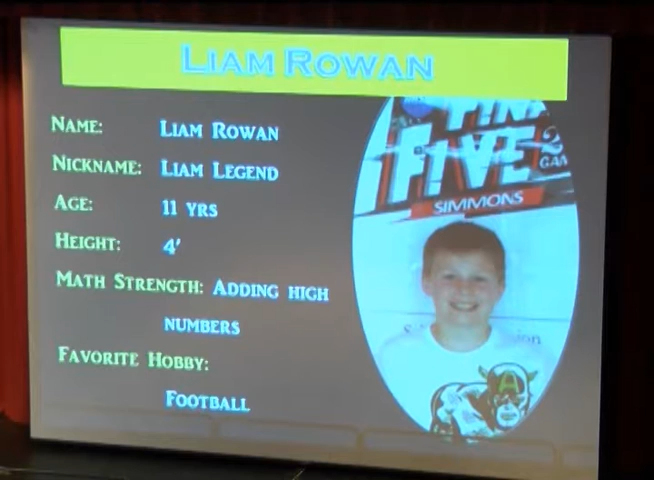 LIAM ROWAN
NAME: LIAM ROWAN
NICKNAME: LIAM LEGEND
AGE: 11 YRS
HEIGHT: 4'
MATH STRENGTH: ADDING HIGH
NUMBERS
FAVORITE HOBBY:
FOOTBALL
FIVE 2
SIMMONS
A